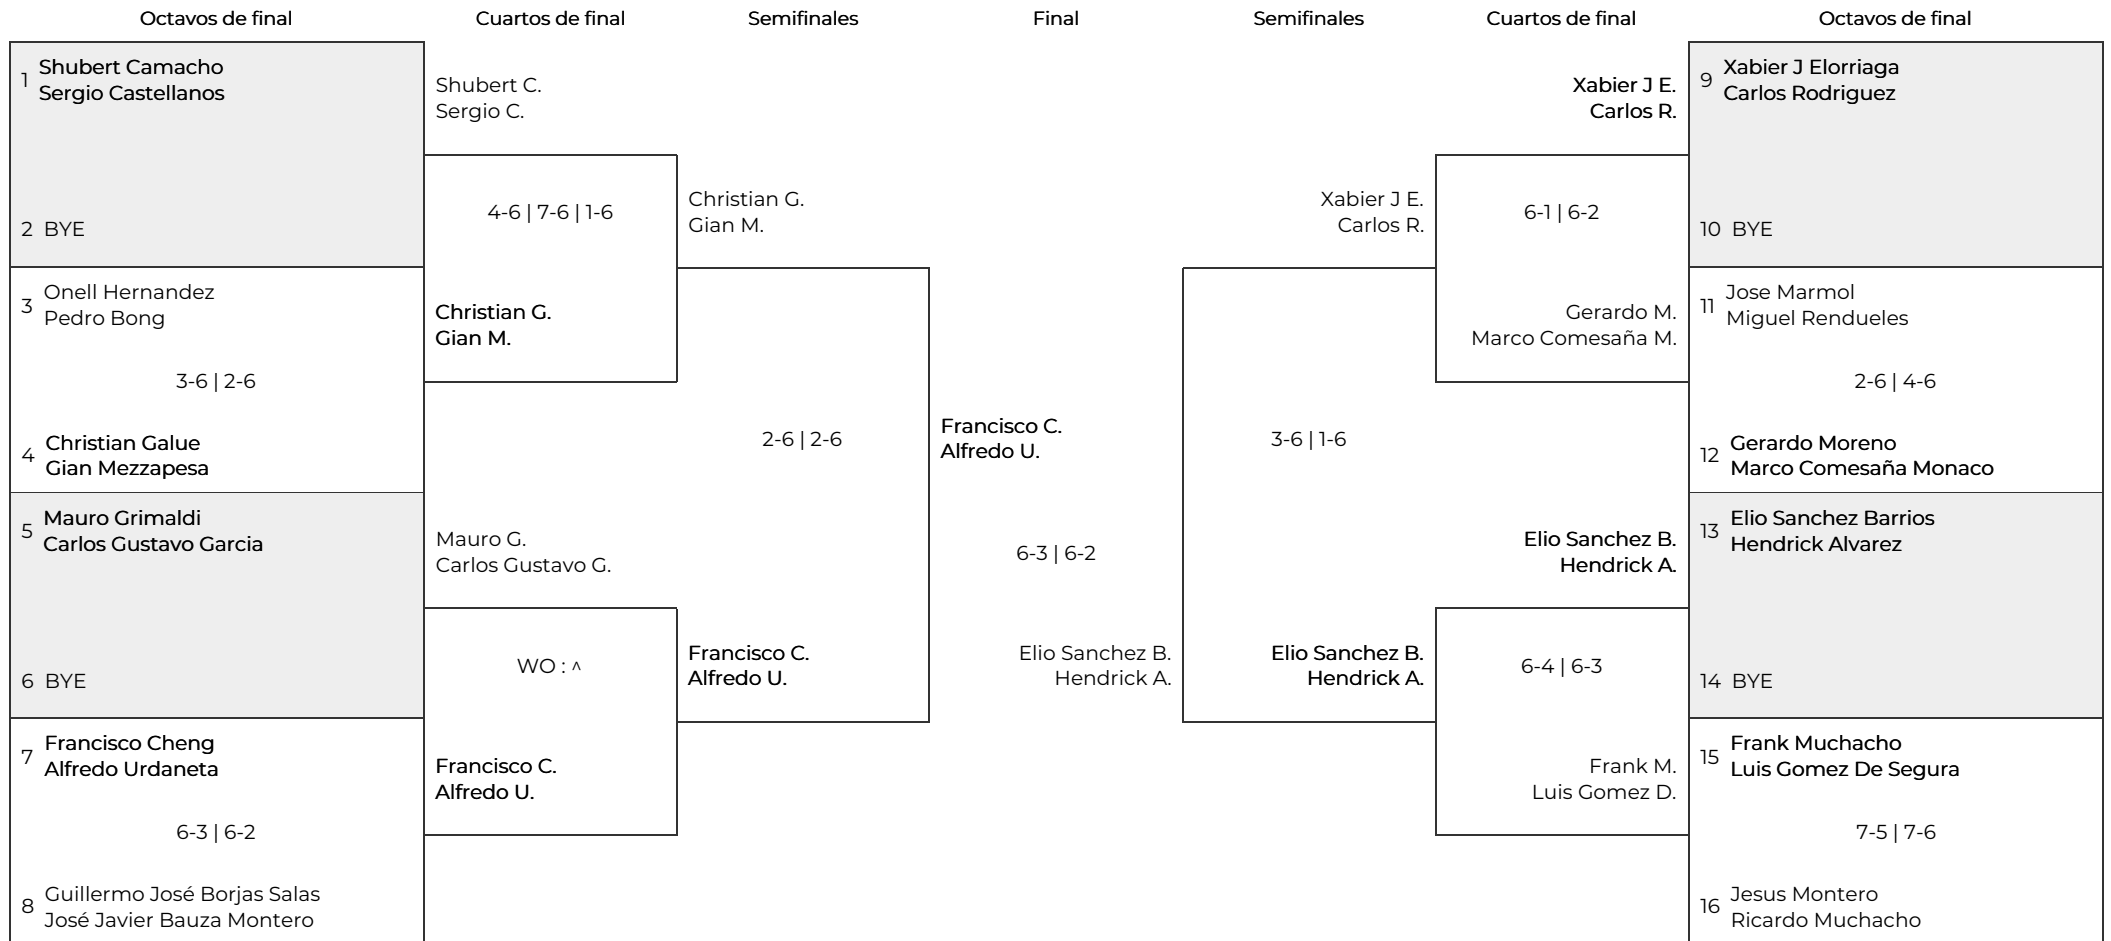 Octavos de final
Cuartos de final
Semifinales
Final
Semifinales
Cuartos de final
Octavos de final
1
Shubert Camacho
Sergio Castellanos
2 BYE
3
Onell Hernandez
Pedro Bong
3-6 | 2-6
4
Christian Galue
Gian Mezzapesa
5
Mauro Grimaldi
Carlos Gustavo Garcia
6 BYE
7
Francisco Cheng
Alfredo Urdaneta
6-3 | 6-2
8
Guillermo José Borjas Salas
José Javier Bauza Montero
Shubert C.
Sergio C.
4-6 | 7-6 | 1-6
Christian G.
Gian M.
Mauro G.
Carlos Gustavo G.
WO : ^
Francisco C.
Alfredo U.
Christian G.
Gian M.
2-6 | 2-6
Francisco C.
Alfredo U.
Francisco C.
Alfredo U.
6-3 | 6-2
Elio Sanchez B.
Hendrick A.
Xabier J E.
Carlos R.
3-6 | 1-6
Elio Sanchez B.
Hendrick A.
Xabier J E.
Carlos R.
6-1 | 6-2
Gerardo M.
Marco Comesaña M.
Elio Sanchez B.
Hendrick A.
6-4 | 6-3
Frank M.
Luis Gomez D.
9
Xabier J Elorriaga
Carlos Rodriguez
10 BYE
11
Jose Marmol
Miguel Rendueles
2-6 | 4-6
12
Gerardo Moreno
Marco Comesaña Monaco
13
Elio Sanchez Barrios
Hendrick Alvarez
14 BYE
15
Frank Muchacho
Luis Gomez De Segura
7-5 | 7-6
16
Jesus Montero
Ricardo Muchacho